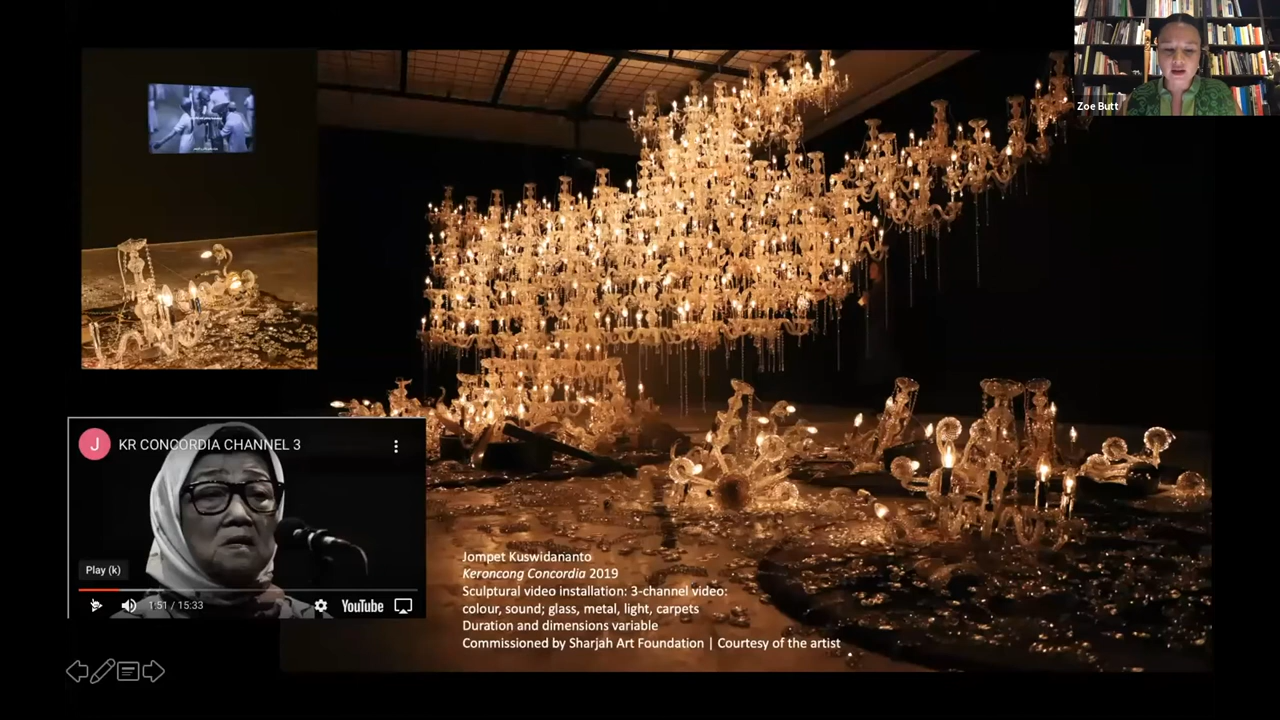 Zoe Butt
J
KR CONCORDIA CHANNEL 3
Play (k)
1:51 / 15:33
YouTube
Jompet Kuswidananto
Keroncong Concordia 2019
Sculptural video installation: 3-channel video:
colour, sound; glass, metal, light, carpets
Duration and dimensions variable
Commissioned by Sharjah Art Foundation | Courtesy of the artist